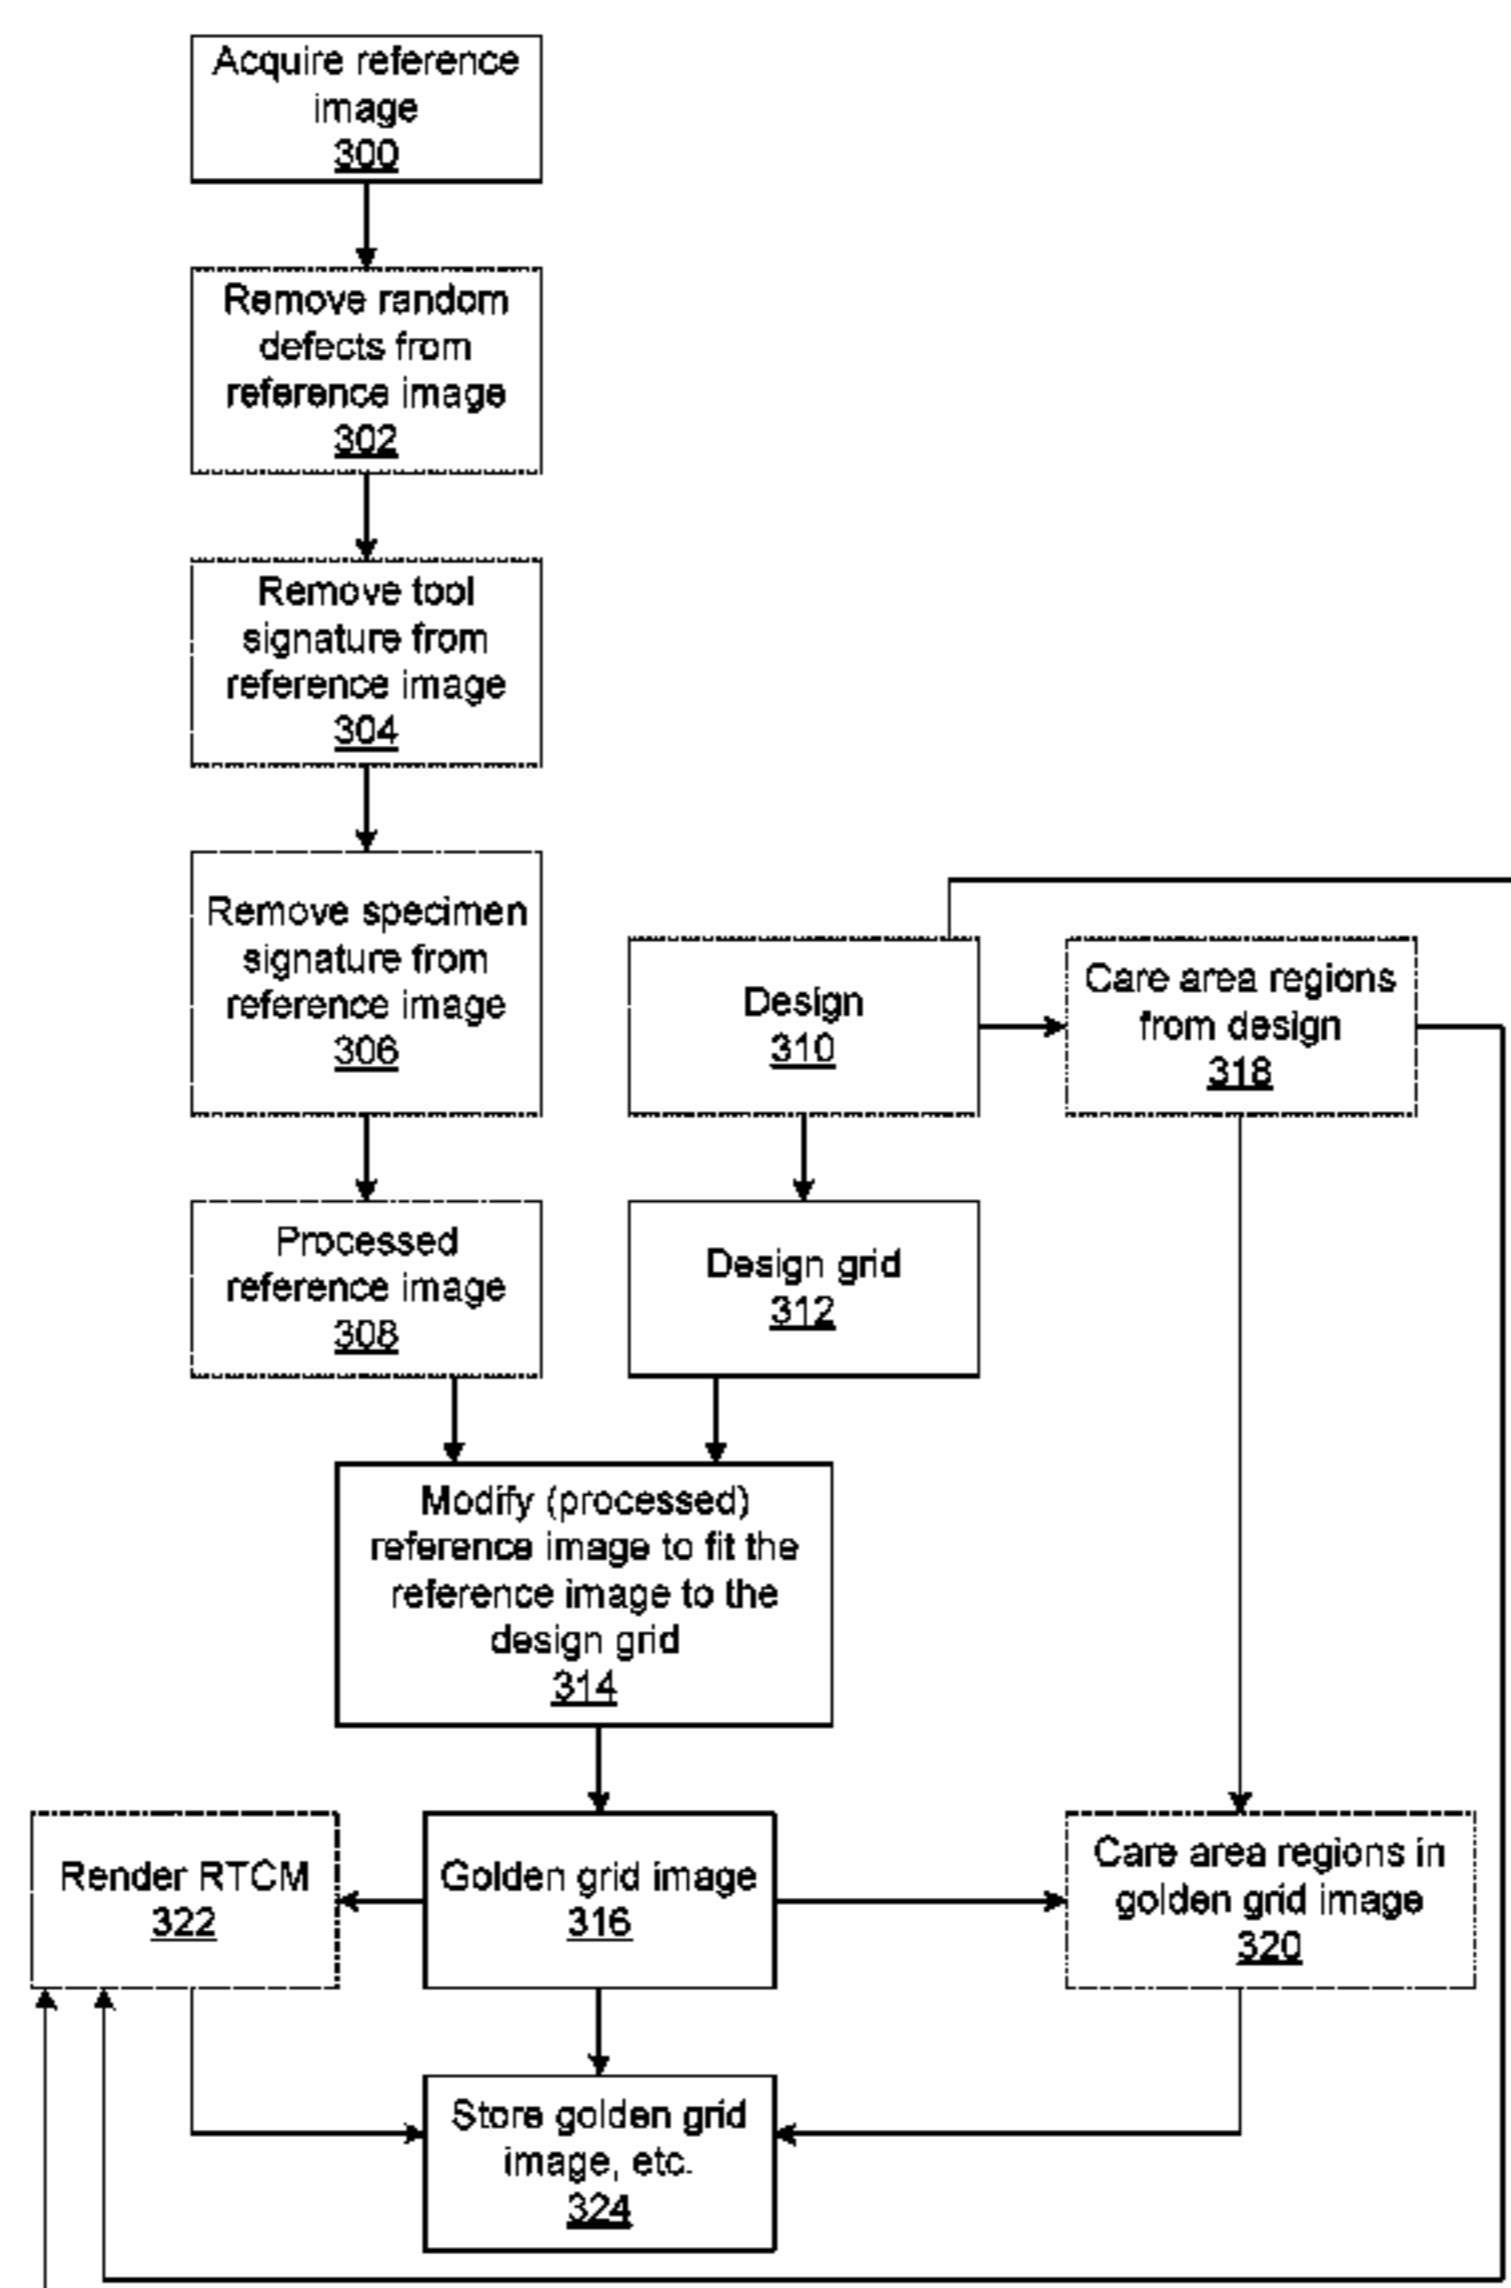 Acquire reference
image
300
Remove random
defects from
reference image
302
Remove tool
signature from
reference image
304
Remove specimen
signature from
reference image
306
Design
310
Care area regions
from design
318
Processed
reference image
308
Design grid
312
Modify (processed)
reference image to fit the
reference image to the
design grid
314
Render RTCM
322
Golden grid image
316
Care area regions in
golden grid image
320
Store golden grid
image, etc.
324